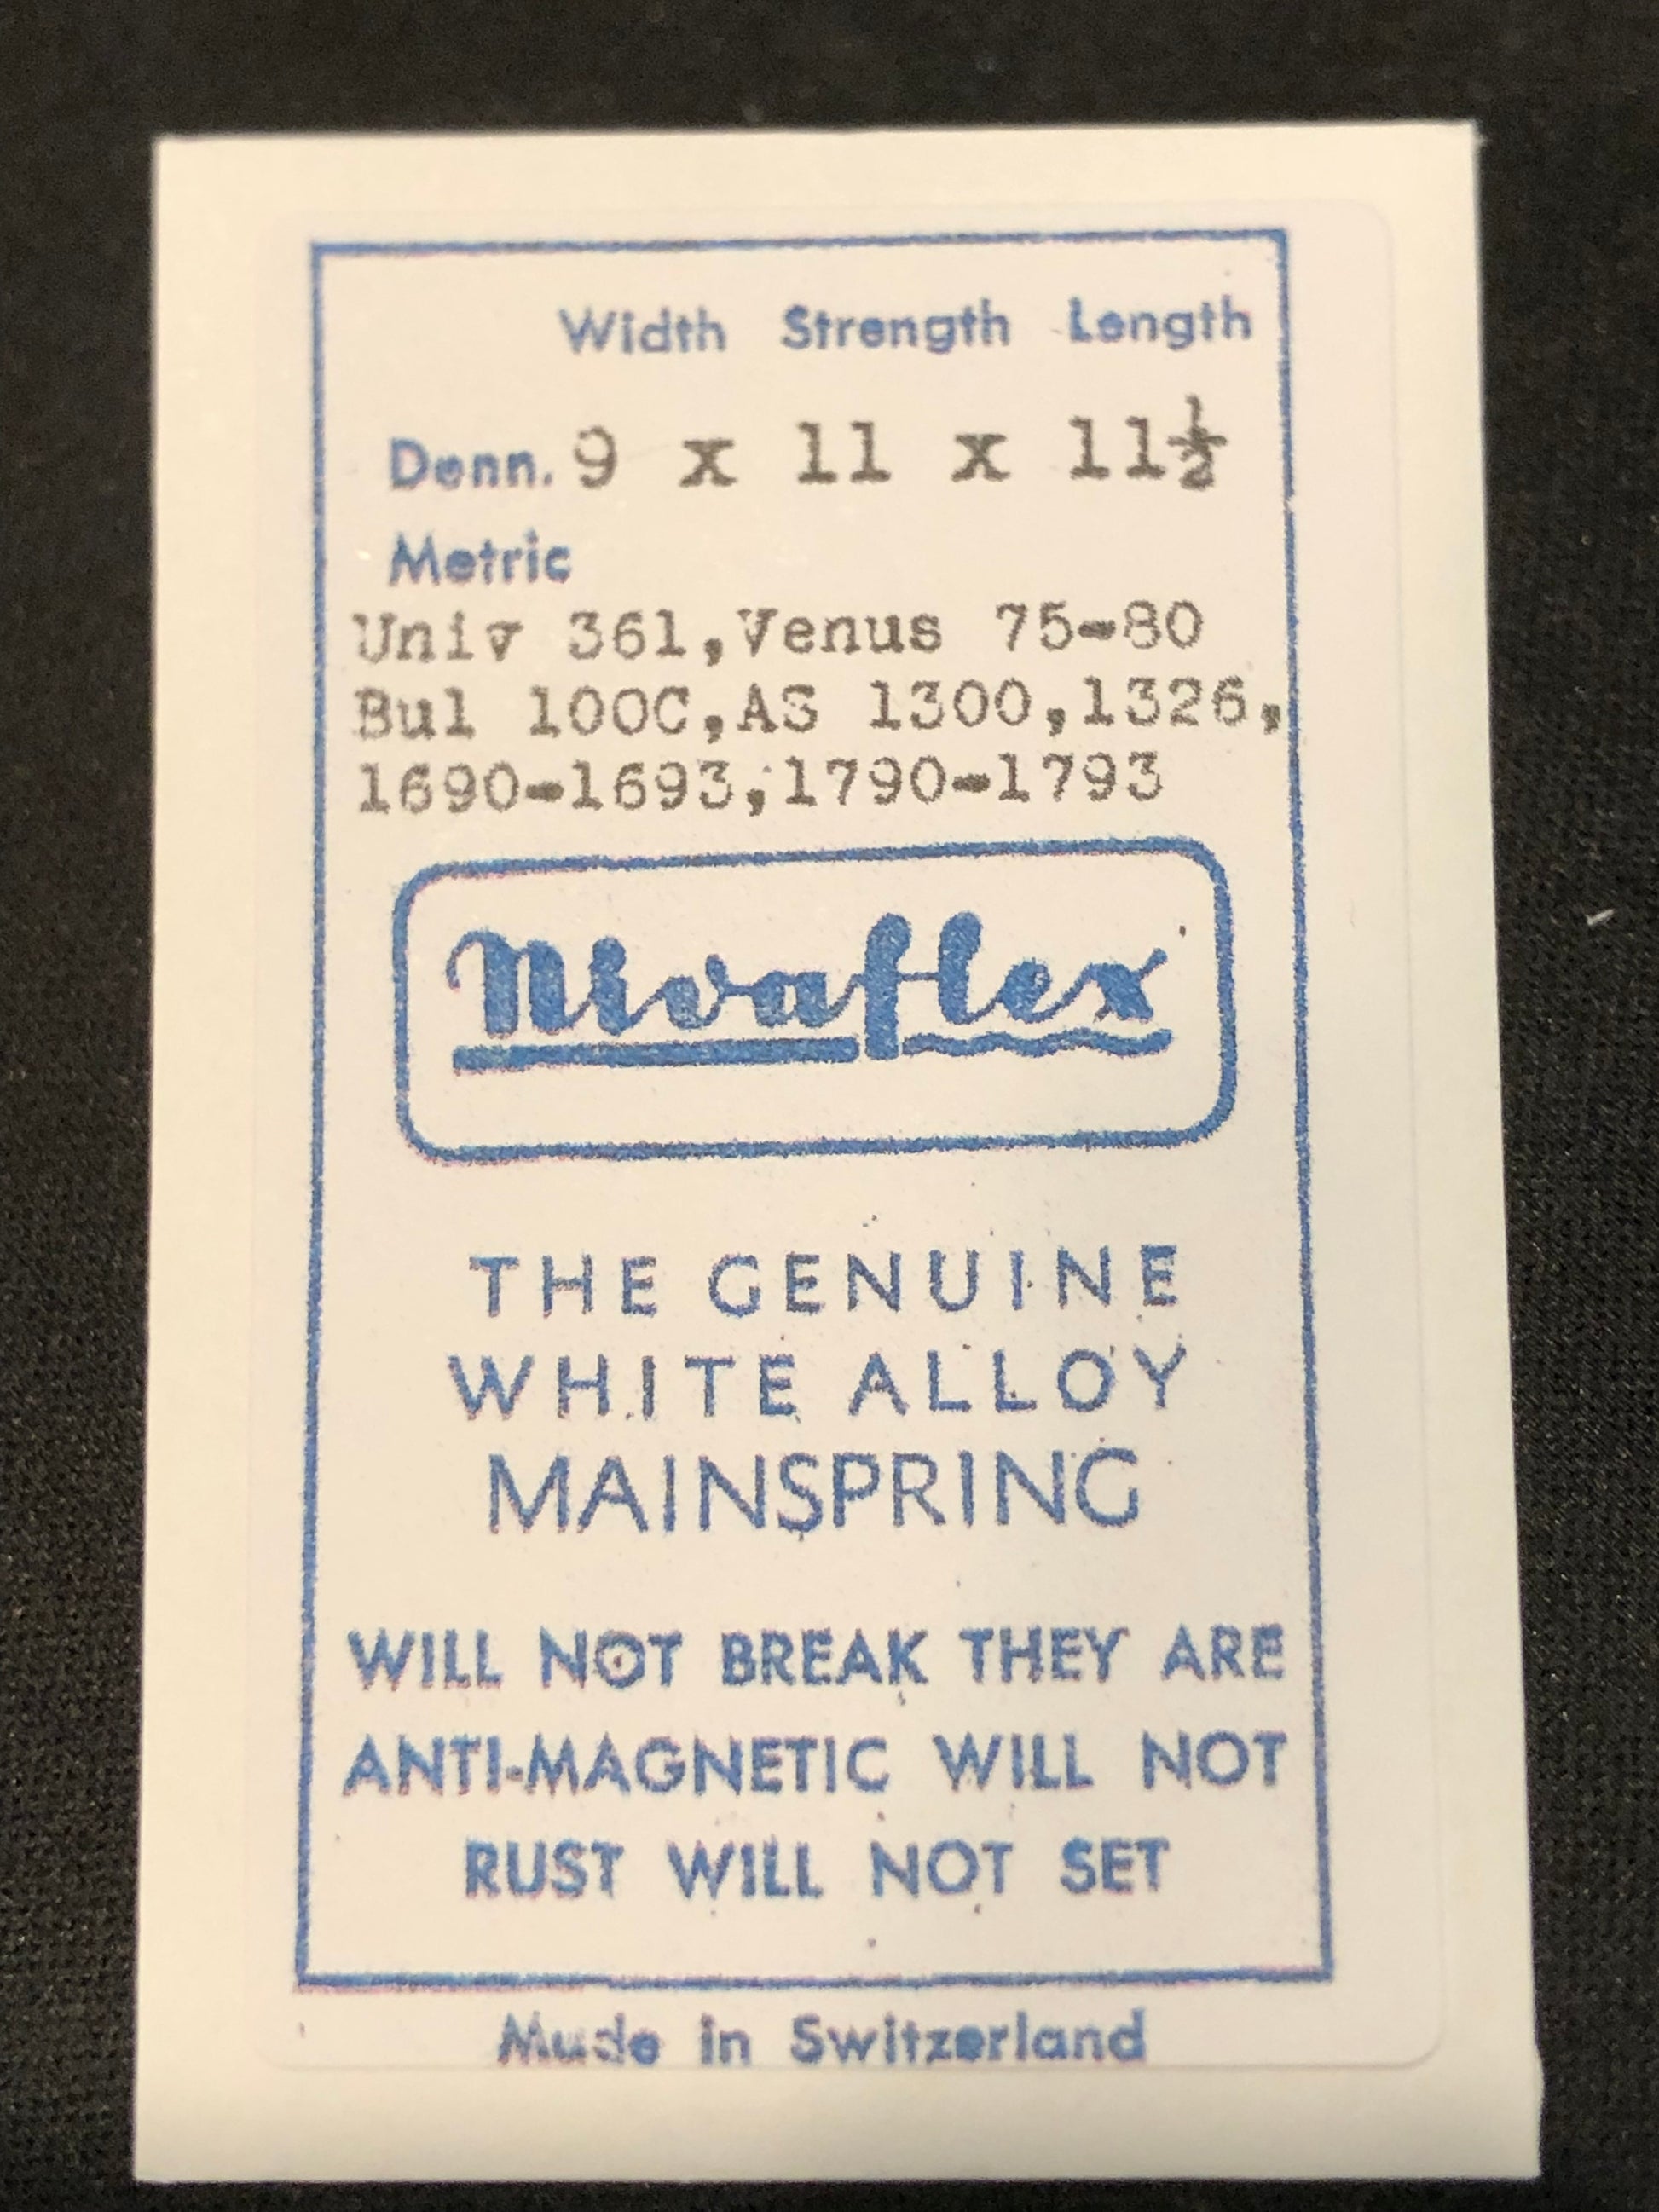 Width Strength Length
Denn. 9 x 11 x 11½
Metric
Univ 361,Venus 75-80
Bul 100C,AS 1300,1326,
1690-1693,1790-1793
Nivaflex
THE GENUINE
WHITE ALLOY
MAINSPRING
WILL NOT BREAK THEY ARE
ANTI-MAGNETIC WILL NOT
RUST WILL NOT SET
Made in Switzerland